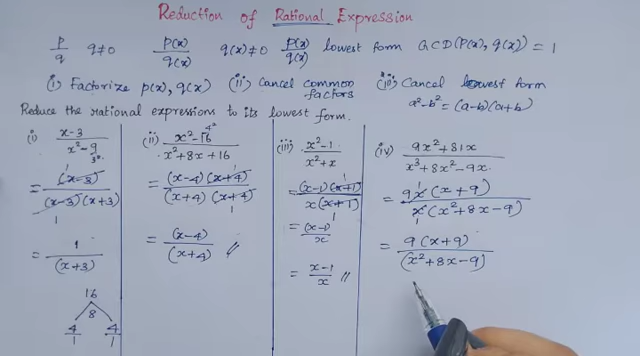 Reduction of Rational Expression
p/q q≠0 p(x)/q(x) q(x)≠0 p(x)/q(x) lowest form GCD(p(x), q(x)) = 1
(i) Factorize p(x), q(x) (ii) Cancel common factors (iii) Cancel lowest form
a²-b² = (a-b)(a+b)
Reduce the rational expressions to its lowest form.
(i) x-3 / x²-9 3²
= (x-3) / (x-3)(x+3)
= 1 / (x+3)
16
8
4/1 4/1
(ii) x²-16 4² / x²+8x+16
= (x-4)(x+4) / (x+4)(x+4)
= (x-4) / (x+4) //
(iii) x²-1 / x²+x
= (x-1)(x+1) / x(x+1)
= (x-1) / x
= x-1 / x //
(iv) 9x²+81x / x³+8x²-9x
= 9x(x+9) / x(x²+8x-9)
= 9(x+9) / (x²+8x-9)